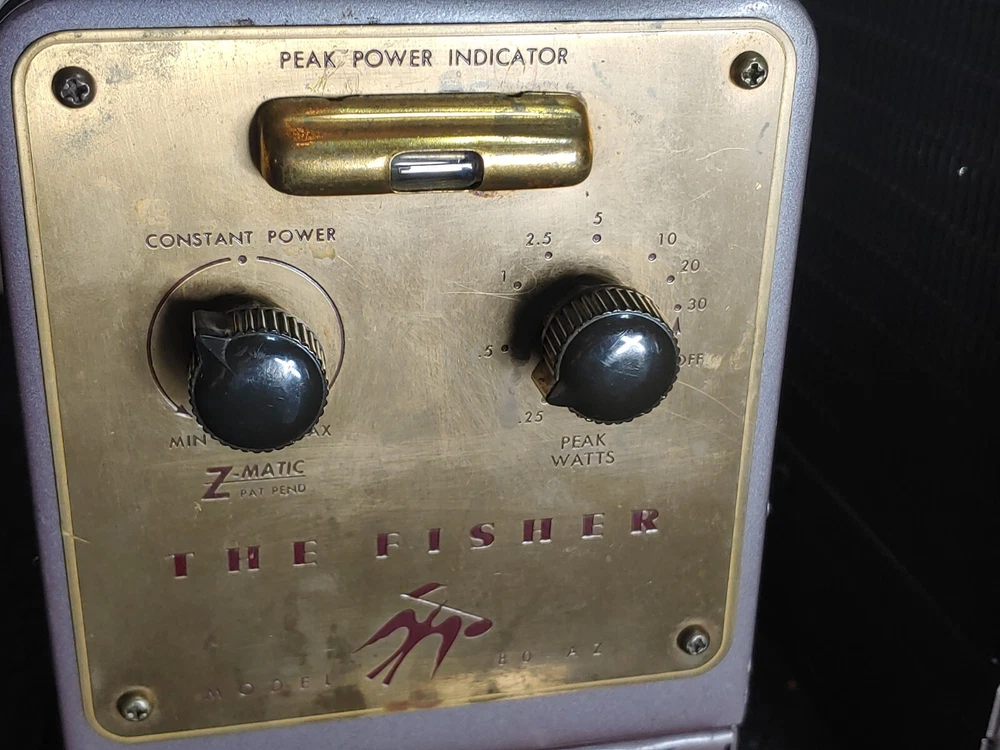 PEAK POWER INDICATOR
CONSTANT POWER
MIN
Z-MATIC
PAT PEND
5
2.5
10
1
20
30
.5
OFF
.25
PEAK
WATTS
THE FISHER
MODEL 80-AZ